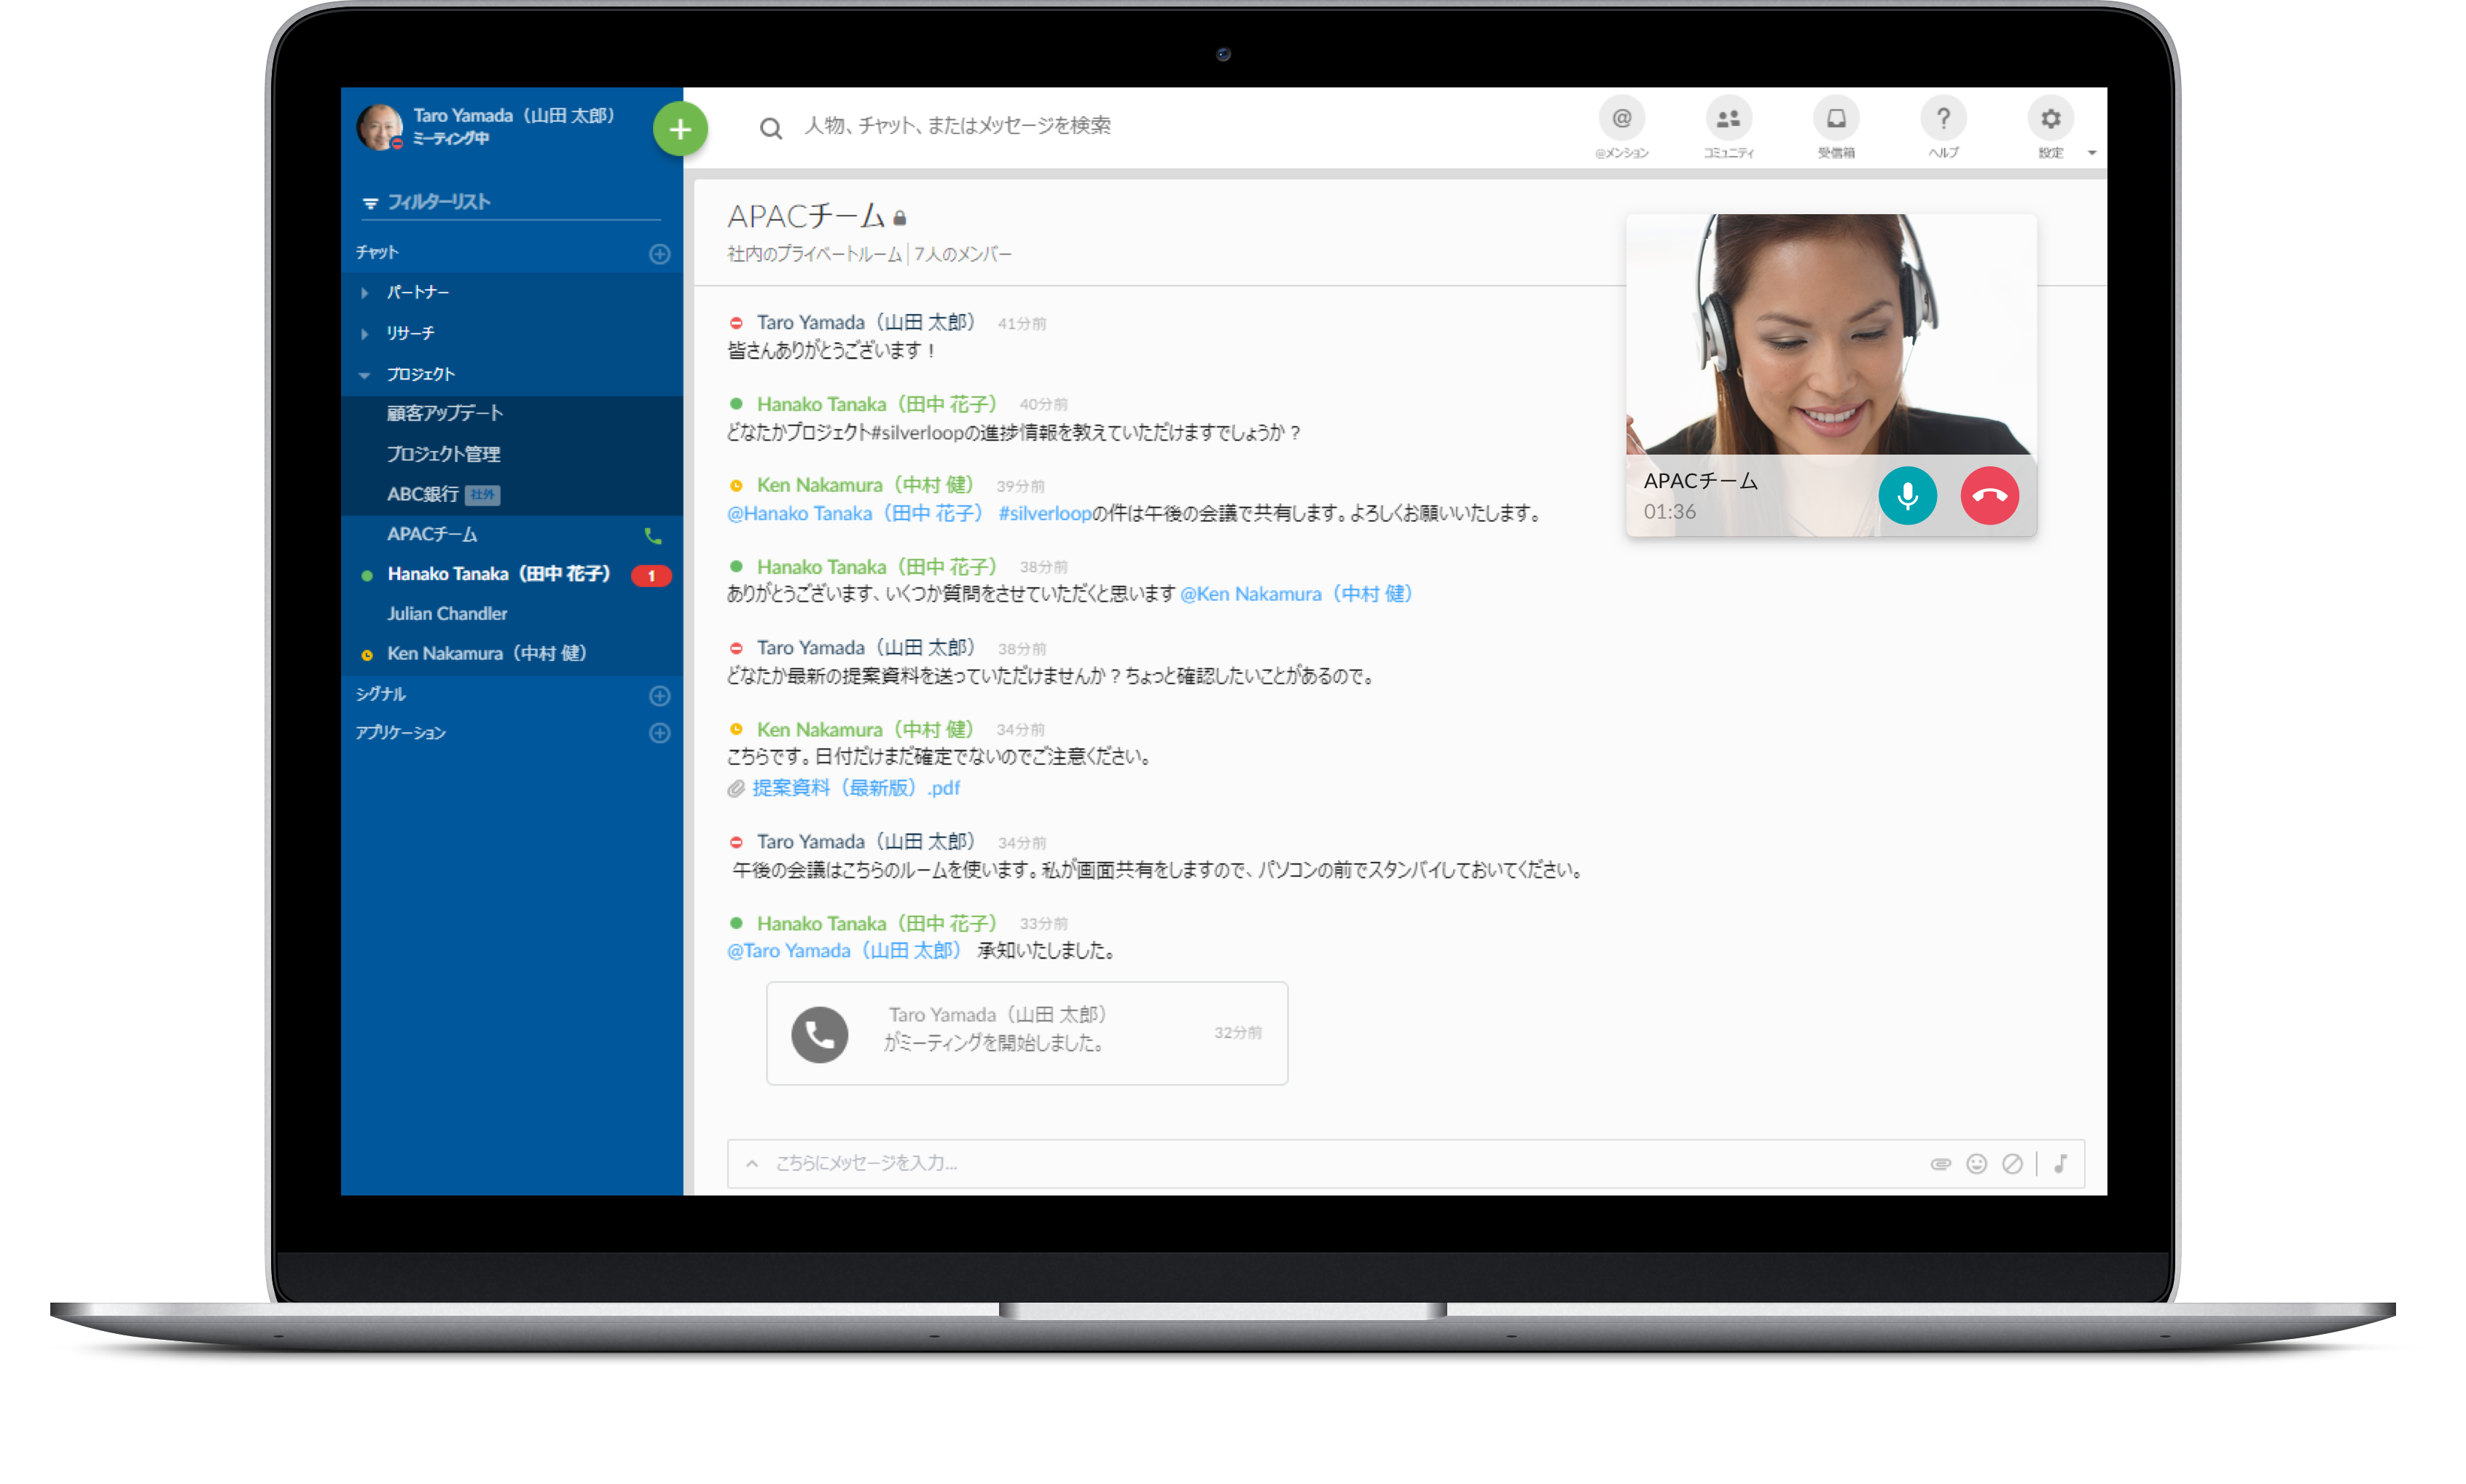 Taro Yamada（山田 太郎）
ミーティング中
フィルターリスト
チャット
パートナー
リサーチ
プロジェクト
顧客アップデート
プロジェクト管理
ABC銀行 社外
APACチーム
Hanako Tanaka（田中 花子） 1
Julian Chandler
Ken Nakamura（中村 健）
シグナル
アプリケーション
人物、チャット、またはメッセージを検索
@メンション
コミュニティ
受信箱
ヘルプ
設定
APACチーム
社内のプライベートルーム | 7人のメンバー
Taro Yamada（山田 太郎） 41分前
皆さんありがとうございます！
Hanako Tanaka（田中 花子） 40分前
どなたかプロジェクト#silverloopの進捗情報を教えていただけますでしょうか？
Ken Nakamura（中村 健） 39分前
@Hanako Tanaka（田中 花子） #silverloopの件は午後の会議で共有します。よろしくお願いいたします。
Hanako Tanaka（田中 花子） 38分前
ありがとうございます、いくつか質問をさせていただくと思います @Ken Nakamura（中村 健）
Taro Yamada（山田 太郎） 38分前
どなたか最新の提案資料を送っていただけませんか？ちょっと確認したいことがあるので。
Ken Nakamura（中村 健） 34分前
こちらです。日付だけまだ確定でないのでご注意ください。
提案資料（最新版）.pdf
Taro Yamada（山田 太郎） 34分前
午後の会議はこちらのルームを使います。私が画面共有をしますので、パソコンの前でスタンバイしておいてください。
Hanako Tanaka（田中 花子） 33分前
@Taro Yamada（山田 太郎） 承知いたしました。
Taro Yamada（山田 太郎）
がミーティングを開始しました。
32分前
こちらにメッセージを入力...
APACチーム
01:36